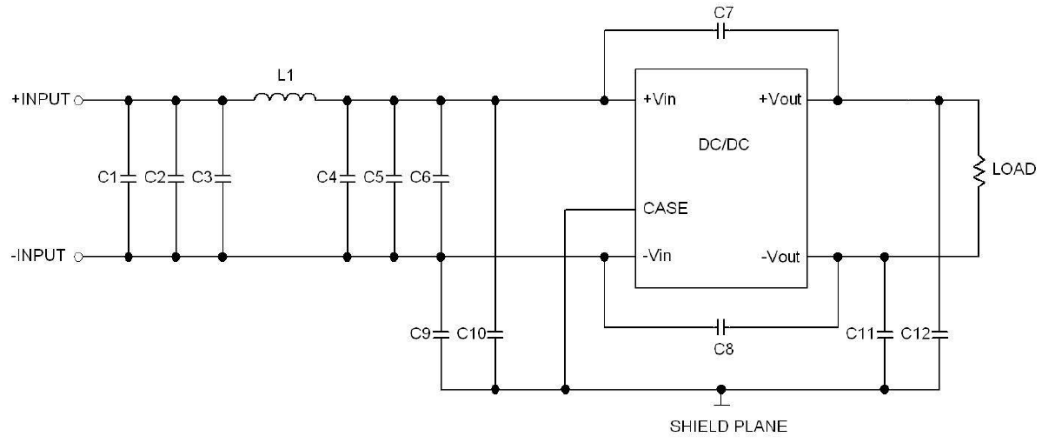 C7
L1
+INPUT
+Vin
+Vout
DC/DC
C1
C2
C3
C4
C5
C6
LOAD
CASE
-INPUT
-Vin
-Vout
C9
C10
C8
C11
C12
SHIELD PLANE